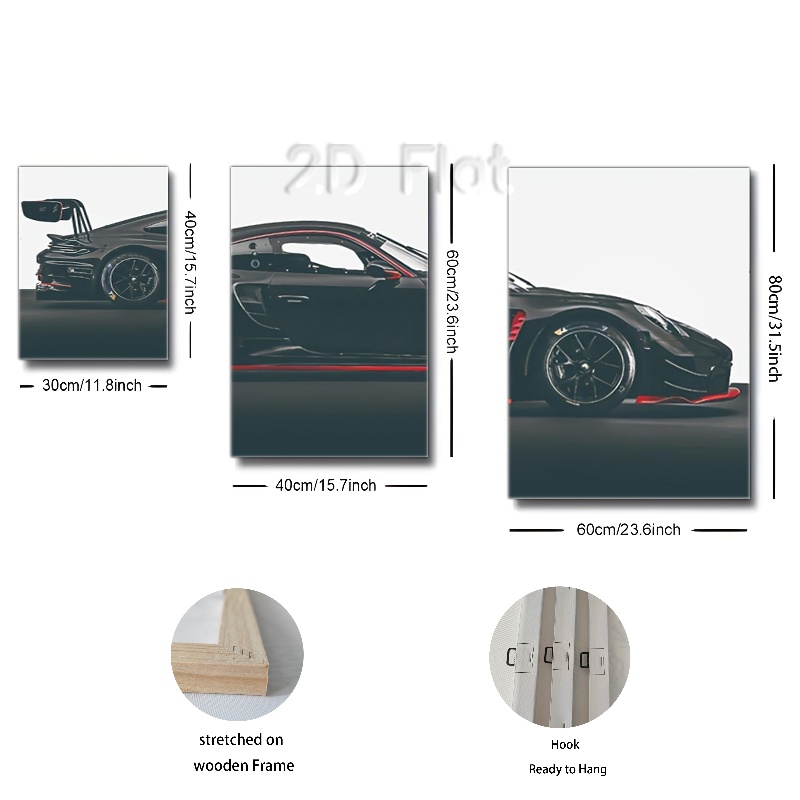 2D Flat
40cm/15.7inch
60cm/23.6inch
80cm/31.5inch
30cm/11.8inch
40cm/15.7inch
60cm/23.6inch
stretched on
wooden Frame
Hook
Ready to Hang